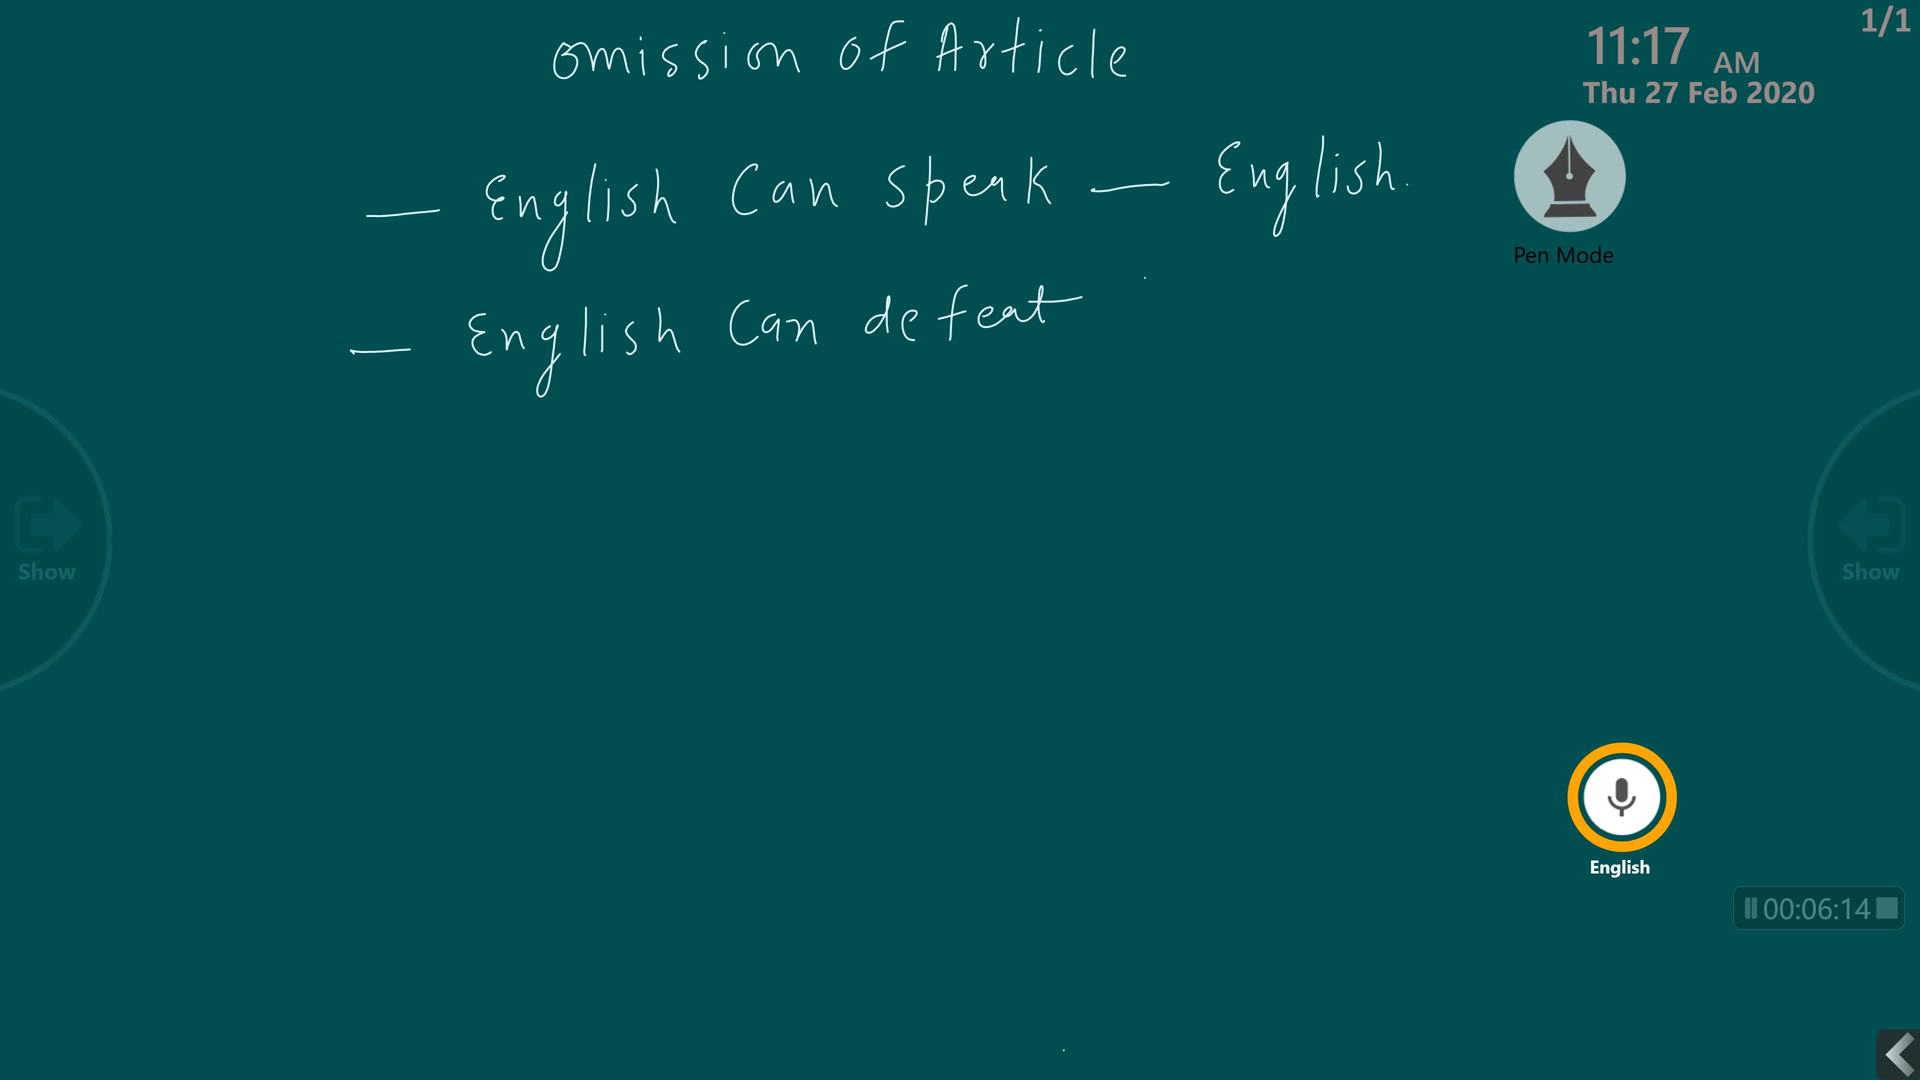 omission of Article
1/1
11:17 AM
Thu 27 Feb 2020
— English Can speak — English.
Pen Mode
— English Can defeat
Show
Show
English
00:06:14